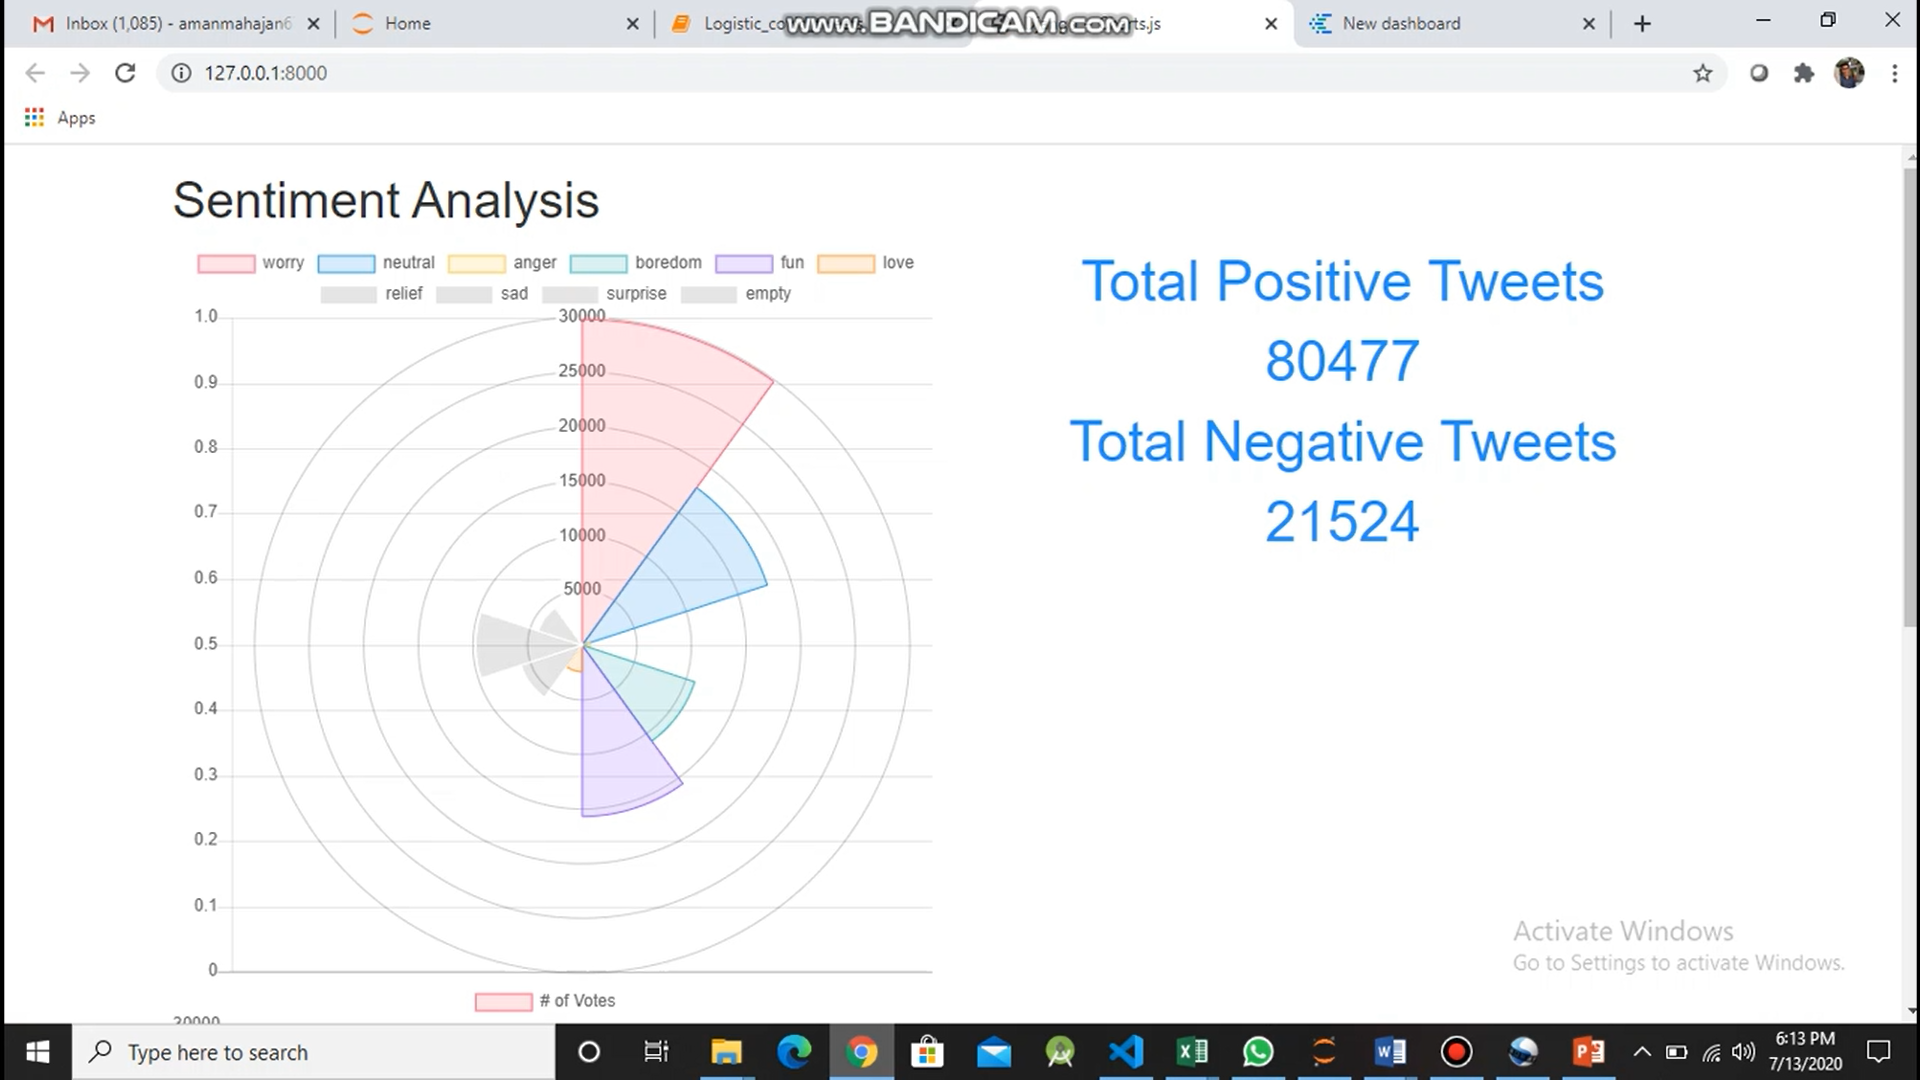 Inbox (1,085) - amanmahajan6
Home
Logistic_co
www.BANDICAM.com
rts.js
New dashboard
127.0.0.1:8000
Apps
Sentiment Analysis
worry neutral anger boredom fun love
relief sad surprise empty
1.0
0.9
0.8
0.7
0.6
0.5
0.4
0.3
0.2
0.1
0
30000
25000
20000
15000
10000
5000
# of Votes
30000
Total Positive Tweets
80477
Total Negative Tweets
21524
Activate Windows
Go to Settings to activate Windows.
Type here to search
6:13 PM
7/13/2020